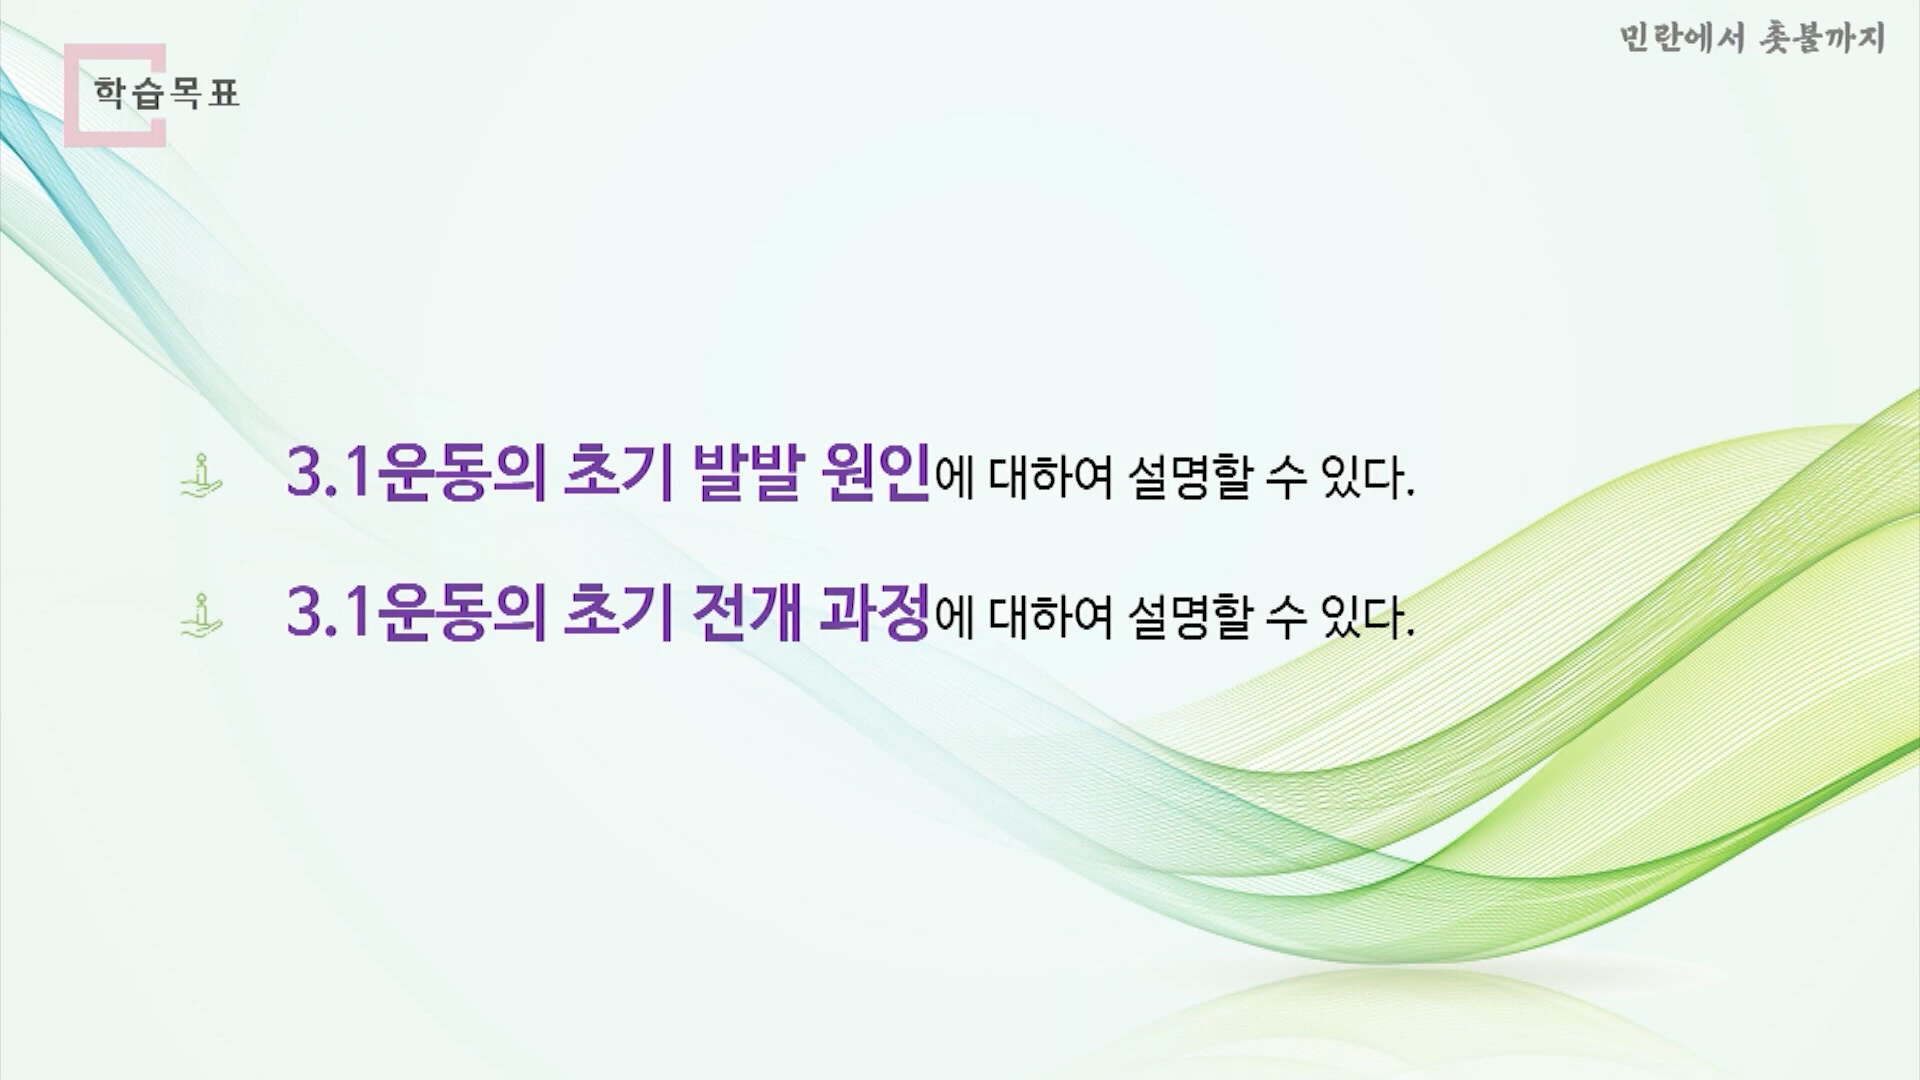 민란에서 촛불까지
학습목표
3.1운동의 초기 발발 원인에 대하여 설명할 수 있다.
3.1운동의 초기 전개 과정에 대하여 설명할 수 있다.